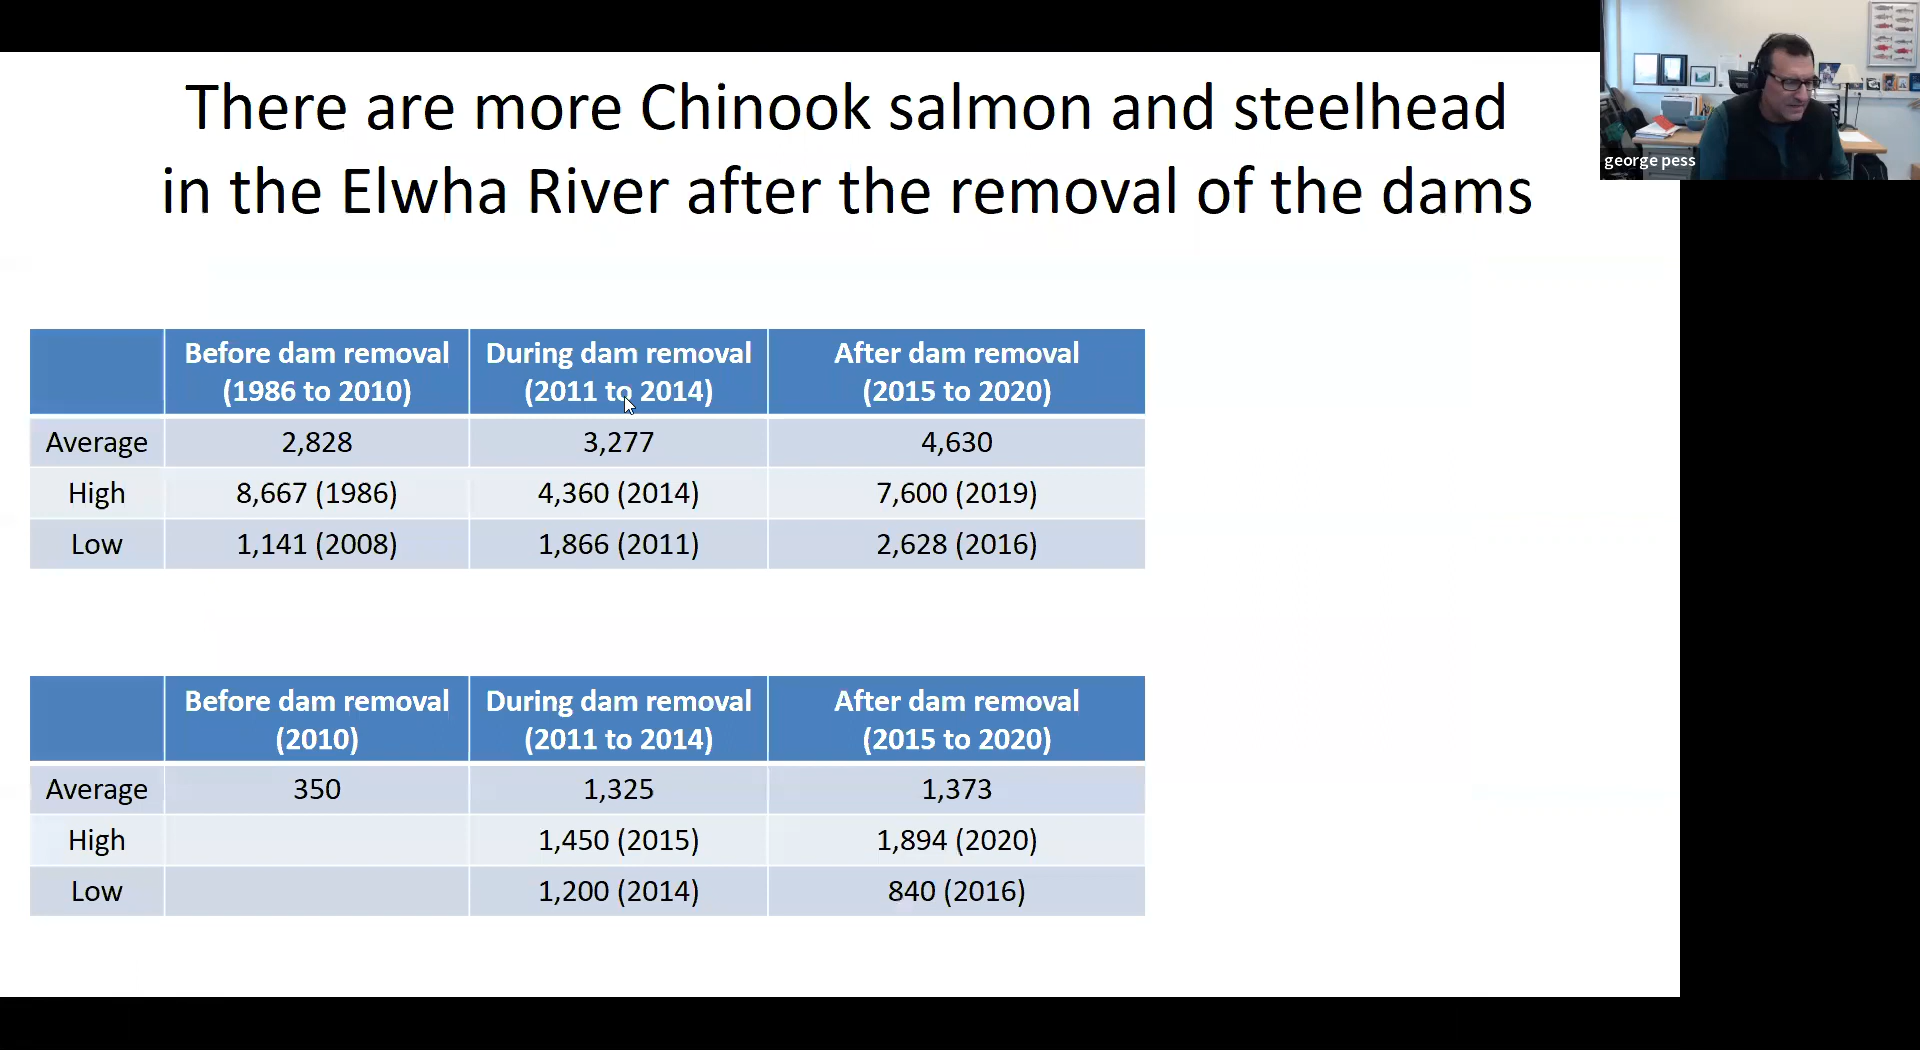 There are more Chinook salmon and steelhead
in the Elwha River after the removal of the dams
george pess
Before dam removal
(1986 to 2010)
During dam removal
(2011 to 2014)
After dam removal
(2015 to 2020)
Average
2,828
3,277
4,630
High
8,667 (1986)
4,360 (2014)
7,600 (2019)
Low
1,141 (2008)
1,866 (2011)
2,628 (2016)
Before dam removal
(2010)
During dam removal
(2011 to 2014)
After dam removal
(2015 to 2020)
Average
350
1,325
1,373
High
1,450 (2015)
1,894 (2020)
Low
1,200 (2014)
840 (2016)